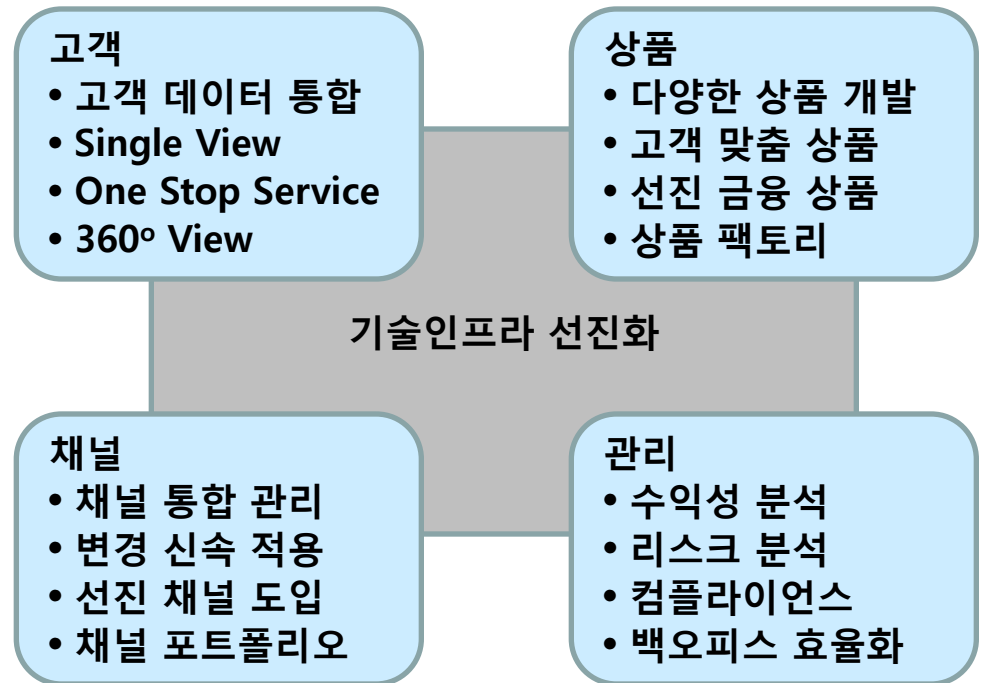 고객
• 고객 데이터 통합
• Single View
• One Stop Service
• 360º View
상품
• 다양한 상품 개발
• 고객 맞춤 상품
• 선진 금융 상품
• 상품 팩토리
기술인프라 선진화
채널
• 채널 통합 관리
• 변경 신속 적용
• 선진 채널 도입
• 채널 포트폴리오
관리
• 수익성 분석
• 리스크 분석
• 컴플라이언스
• 백오피스 효율화